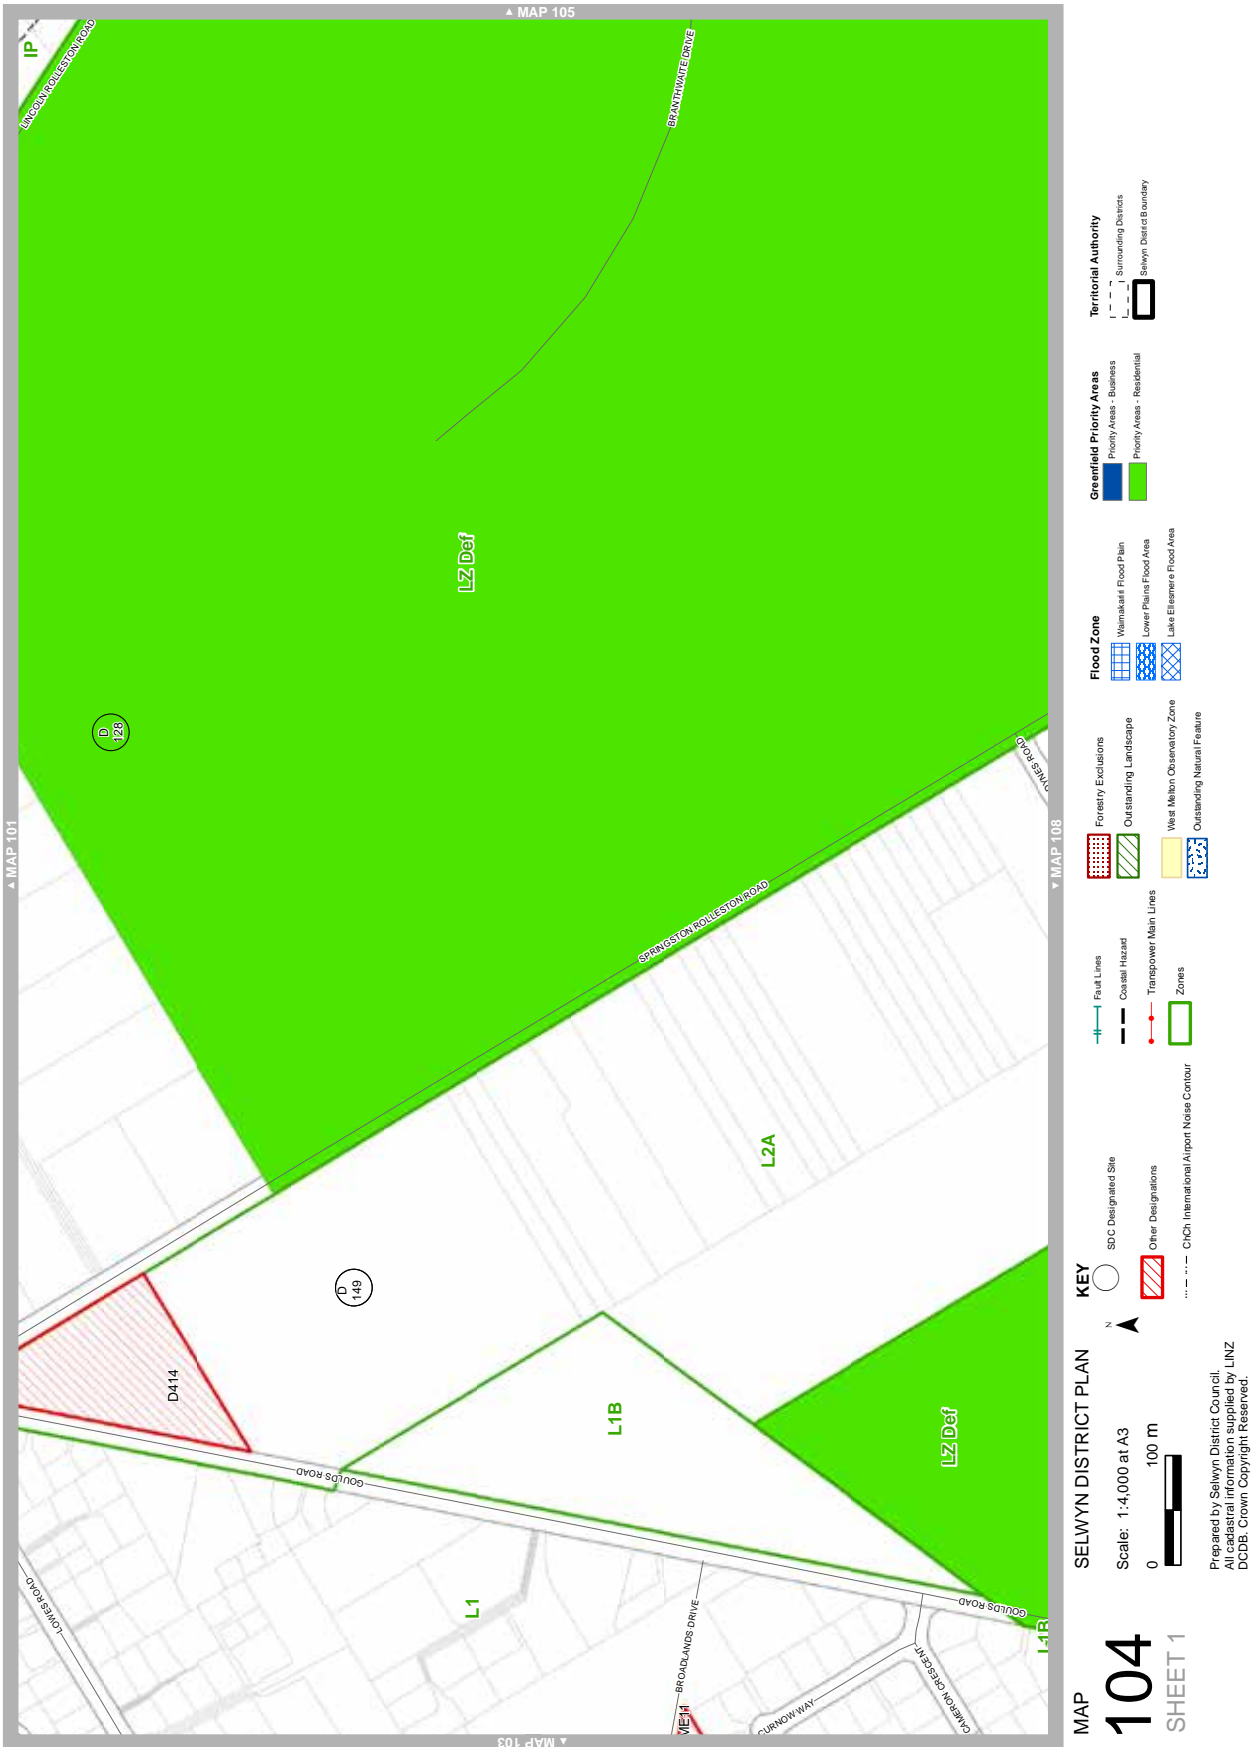 ▲ MAP 105
▲ MAP 101
▼ MAP 108
▲ MAP 103
IP
LINCOLN ROLLESTON ROAD
BRANTHWAITE DRIVE
LZ Def
D
128
SPRINGSTON ROLLESTON ROAD
DYNES ROAD
L2A
D
149
D414
L1B
LZ Def
GOULDS ROAD
GOULDS ROAD
LOWES ROAD
L1
BROADLANDS DRIVE
ME11
CURNOW WAY
CAMERON CRESCENT
L1B
MAP
104
SHEET 1
SELWYN DISTRICT PLAN
Scale: 1:4,000 at A3
0 100 m
N
Prepared by Selwyn District Council.
All cadastral information supplied by LINZ
DCDB. Crown Copyright Reserved.
KEY
SDC Designated Site
Other Designations
ChCh International Airport Noise Contour
Fault Lines
Coastal Hazard
Transpower Main Lines
Zones
Forestry Exclusions
Outstanding Landscape
West Melton Observatory Zone
Outstanding Natural Feature
Flood Zone
Waimakariri Flood Plain
Lower Plains Flood Area
Lake Ellesmere Flood Area
Greenfield Priority Areas
Priority Areas - Business
Priority Areas - Residential
Territorial Authority
Surrounding Districts
Selwyn District Boundary